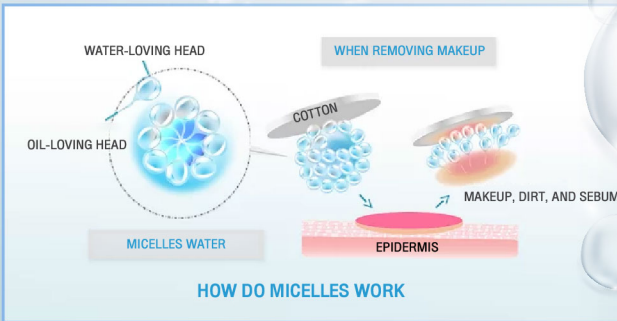 WATER-LOVING HEAD
WHEN REMOVING MAKEUP
COTTON
OIL-LOVING HEAD
MAKEUP, DIRT, AND SEBUM
MICELLES WATER
EPIDERMIS
HOW DO MICELLES WORK